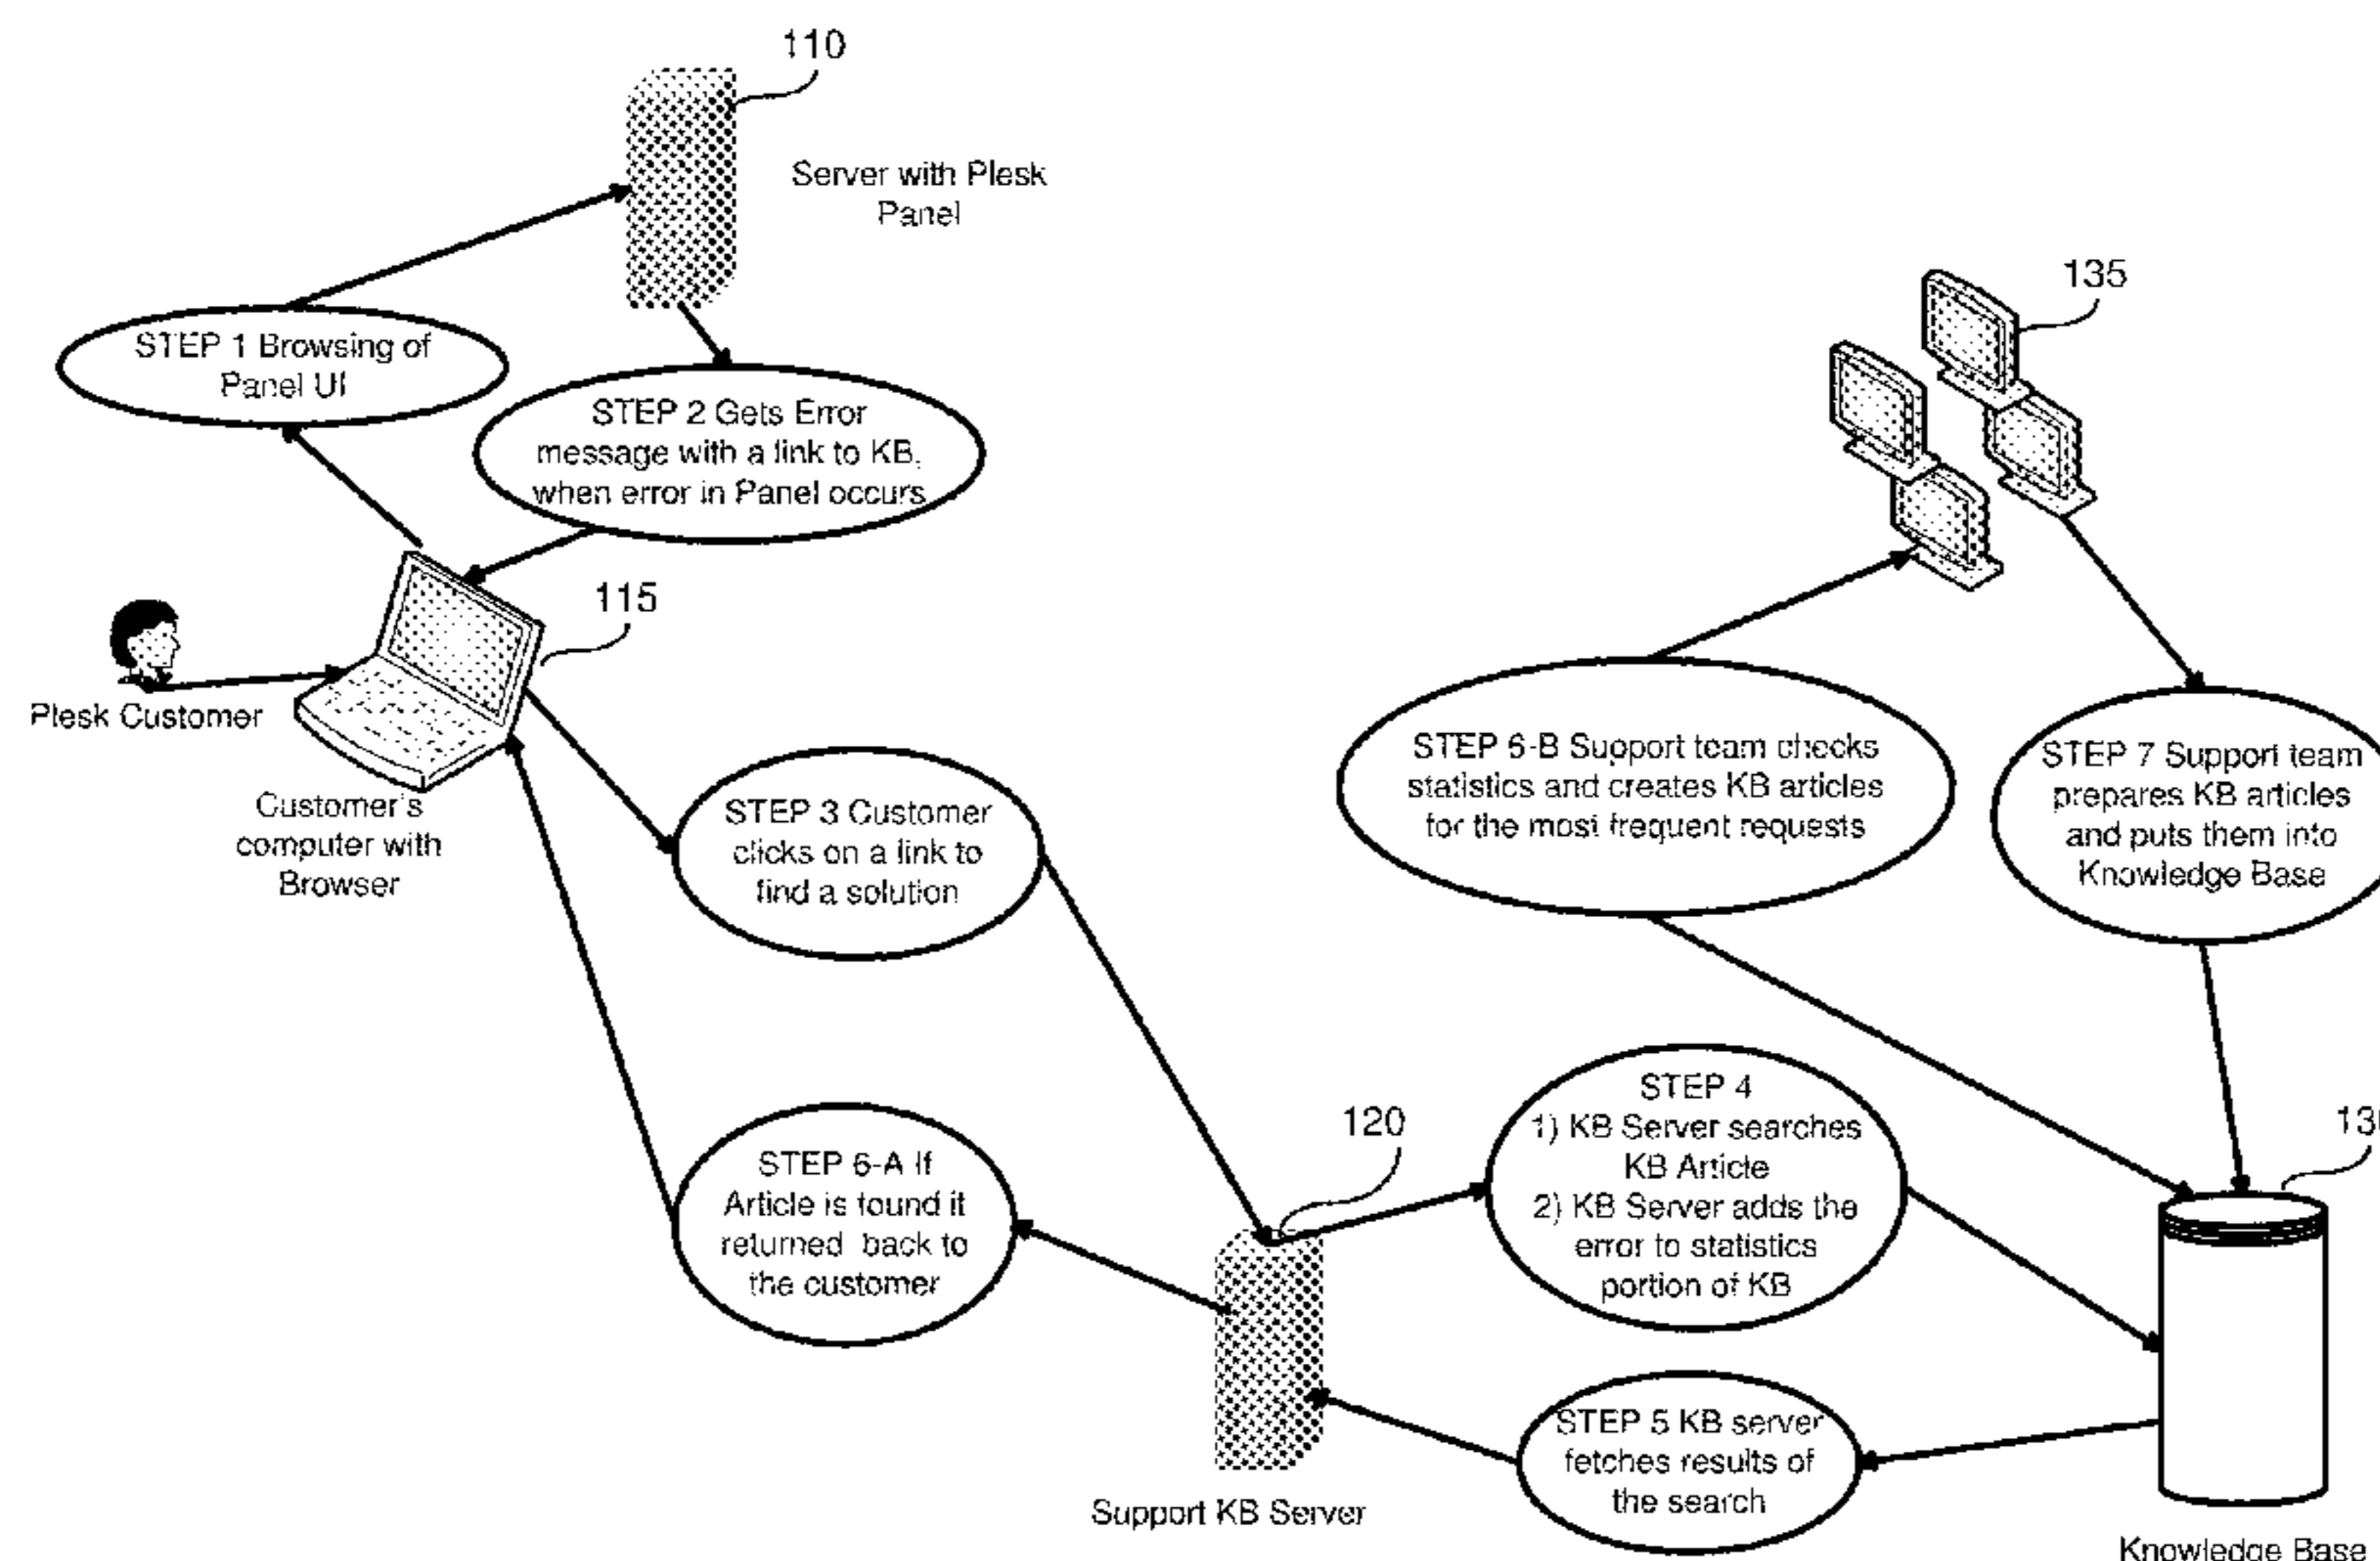 110
Server with Plesk
Panel
135
STEP 1 Browsing of
Panel UI
STEP 2 Gets Error
message with a link to KB,
when error in Panel occurs
115
Plesk Customer
Customer's
computer with
Browser
STEP 3 Customer
clicks on a link to
find a solution
STEP 6-B Support team checks
statistics and creates KB articles
for the most frequent requests
STEP 7 Support team
prepares KB articles
and puts them into
Knowledge Base
STEP 6-A If
Article is found it
returned back to
the customer
120
STEP 4
1) KB Server searches
KB Article
2) KB Server adds the
error to statistics
portion of KB
STEP 5 KB server
fetches results of
the search
Support KB Server
Knowledge Base